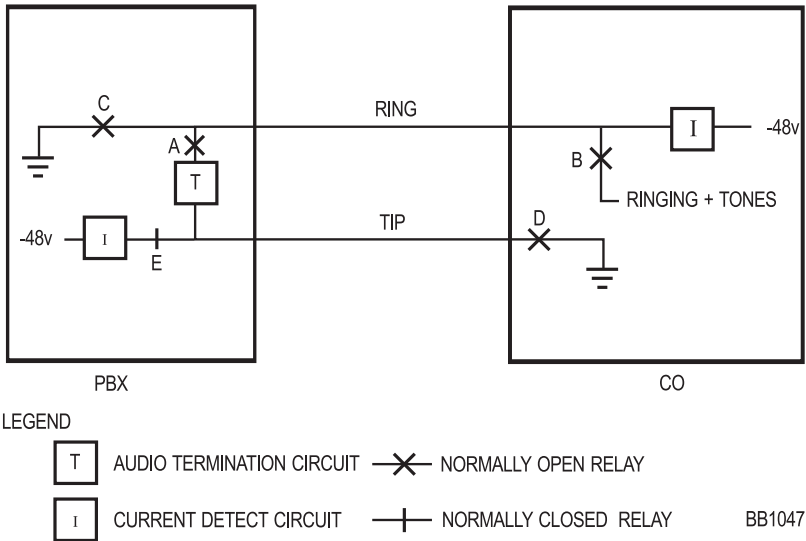 C
RING
A
T
I
-48v
B
RINGING + TONES
TIP
D
-48v
I
E
PBX
CO
LEGEND
T AUDIO TERMINATION CIRCUIT NORMALLY OPEN RELAY
I CURRENT DETECT CIRCUIT NORMALLY CLOSED RELAY BB1047